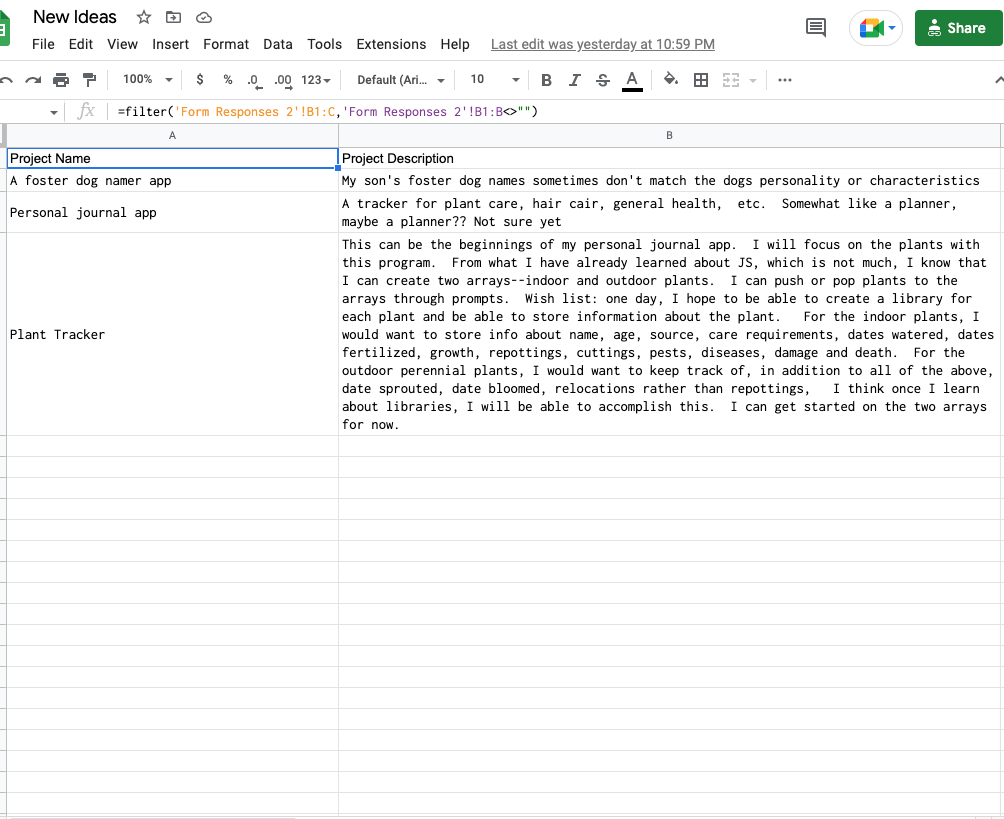 New Ideas
File Edit View Insert Format Data Tools Extensions Help Last edit was yesterday at 10:59 PM
Share
100% $ % .0 .00 123 Default (Ari... 10 B I S A
fx =filter('Form Responses 2'!B1:C,'Form Responses 2'!B1:B<>"")
A B
Project Name Project Description
A foster dog namer app My son's foster dog names sometimes don't match the dogs personality or characteristics
Personal journal app
A tracker for plant care, hair cair, general health, etc. Somewhat like a planner,
maybe a planner?? Not sure yet
Plant Tracker
This can be the beginnings of my personal journal app. I will focus on the plants with
this program. From what I have already learned about JS, which is not much, I know that
I can create two arrays--indoor and outdoor plants. I can push or pop plants to the
arrays through prompts. Wish list: one day, I hope to be able to create a library for
each plant and be able to store information about the plant. For the indoor plants, I
would want to store info about name, age, source, care requirements, dates watered, dates
fertilized, growth, repottings, cuttings, pests, diseases, damage and death. For the
outdoor perennial plants, I would want to keep track of, in addition to all of the above,
date sprouted, date bloomed, relocations rather than repottings, I think once I learn
about libraries, I will be able to accomplish this. I can get started on the two arrays
for now.